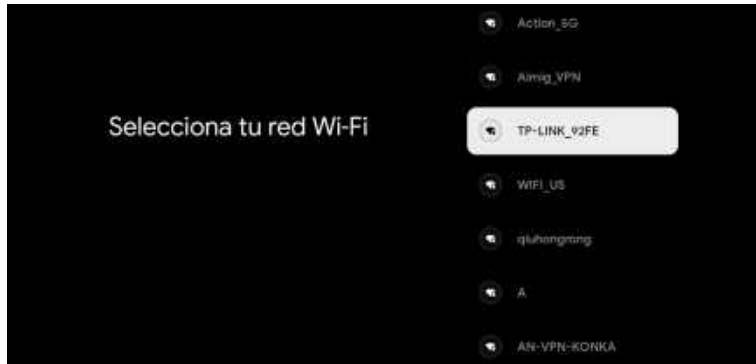 Selecciona tu red Wi-Fi
Action_5G
Aimig_VPN
TP-LINK_92FE
WIFI_US
qiuhongrong
A
AN-VPN-KONKA